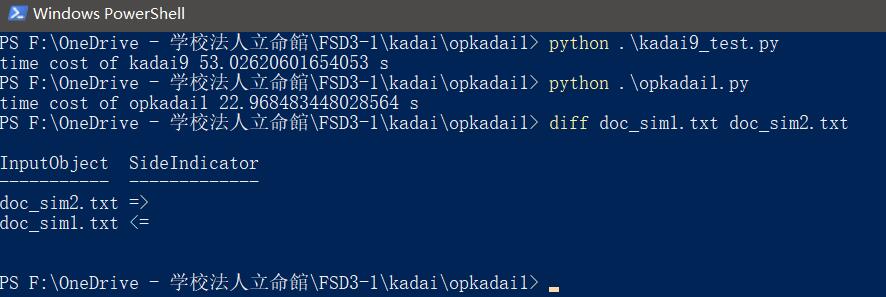 Windows PowerShell
PS F:\OneDrive - 学校法人立命館\FSD3-1\kadai\opkadai1> python .\kadai9_test.py
time cost of kadai9 53.02620601654053 s
PS F:\OneDrive - 学校法人立命館\FSD3-1\kadai\opkadai1> python .\opkadai1.py
time cost of opkadai1 22.968483448028564 s
PS F:\OneDrive - 学校法人立命館\FSD3-1\kadai\opkadai1> diff doc_sim1.txt doc_sim2.txt
InputObject  SideIndicator
-----------  -------------
doc_sim2.txt =>
doc_sim1.txt <=
PS F:\OneDrive - 学校法人立命館\FSD3-1\kadai\opkadai1>